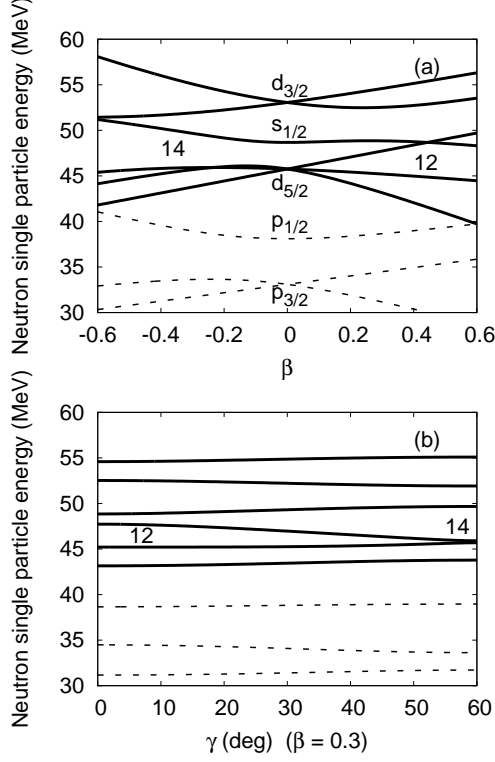 Neutron single particle energy (MeV)
60
55
50
45
40
35
30
(a)
d3/2
s1/2
14
12
d5/2
p1/2
p3/2
-0.6 -0.4 -0.2 0 0.2 0.4 0.6
β
Neutron single particle energy (MeV)
60
55
50
45
40
35
30
(b)
12
14
0 10 20 30 40 50 60
γ (deg) (β = 0.3)